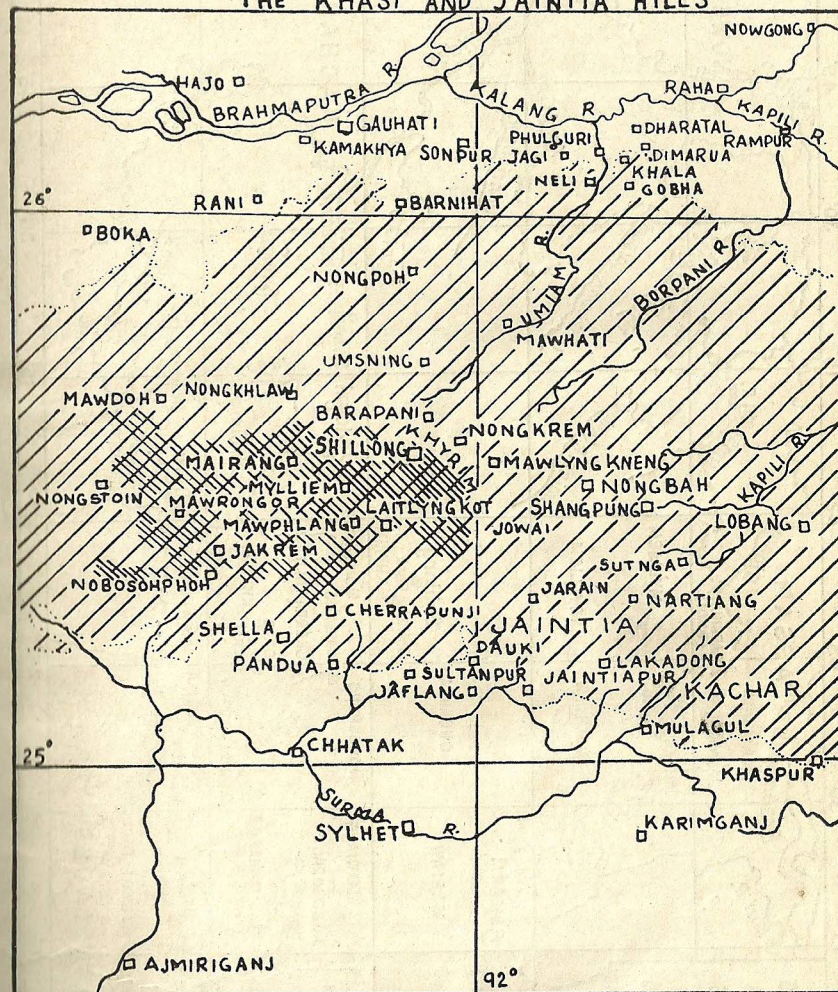 THE KHASI AND JAINTIA HILLS
NOWGONG
HAJO
BRAHMAPUTRA R.
KALANG R.
RAHA
KAPILI R.
GAUHATI
KAMAKHYA
SONPUR
PHULGURI
JAGI
DHARATAL
RAMPUR
DIMARUA
KHALA
NELI
GOBHA
26°
RANI
BARNIHAT
BOKA
NONGPOH
UMIAM R.
BORPANI R.
MAWHATI
UMSNING
MAWDOH
NONGKHLAW
BARAPANI
KHYRIM
NONGKREM
SHILLONG
MAIRANG
MAWLYNGKNENG
MYLLIEM
NONGBAH
KAPILI R.
NONGSTOIN
MAWRONGOR
LAITLYNGKOT
SHANGPUNG
MAWPHLANG
JOWAI
LOBANG
JAKREM
SUTNGA
NOBOSOHPHOH
JARAIN
NARTIANG
CHERRAPUNJI
SHELLA
JAINTIA
DAUKI
PANDUA
LAKADONG
SULTANPUR
JAINTIAPUR
JAFLANG
KACHAR
MULAGUL
CHHATAK
25°
KHASPUR
SURMA R.
SYLHET
KARIMGANJ
AJMIRIGANJ
92°